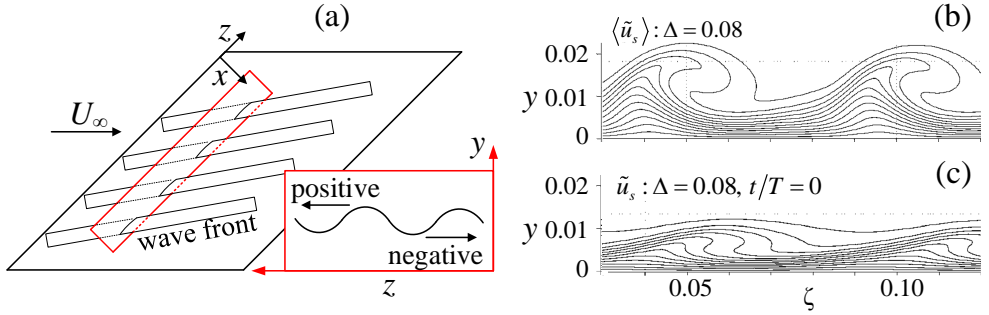 (a)
z
x
U∞
wave front
y
positive
negative
z
(b)
⟨ũₛ⟩ : Δ = 0.08
0.02
y 0.01
0
(c)
ũₛ : Δ = 0.08, t/T = 0
0.02
y 0.01
0
0.05 ζ 0.10